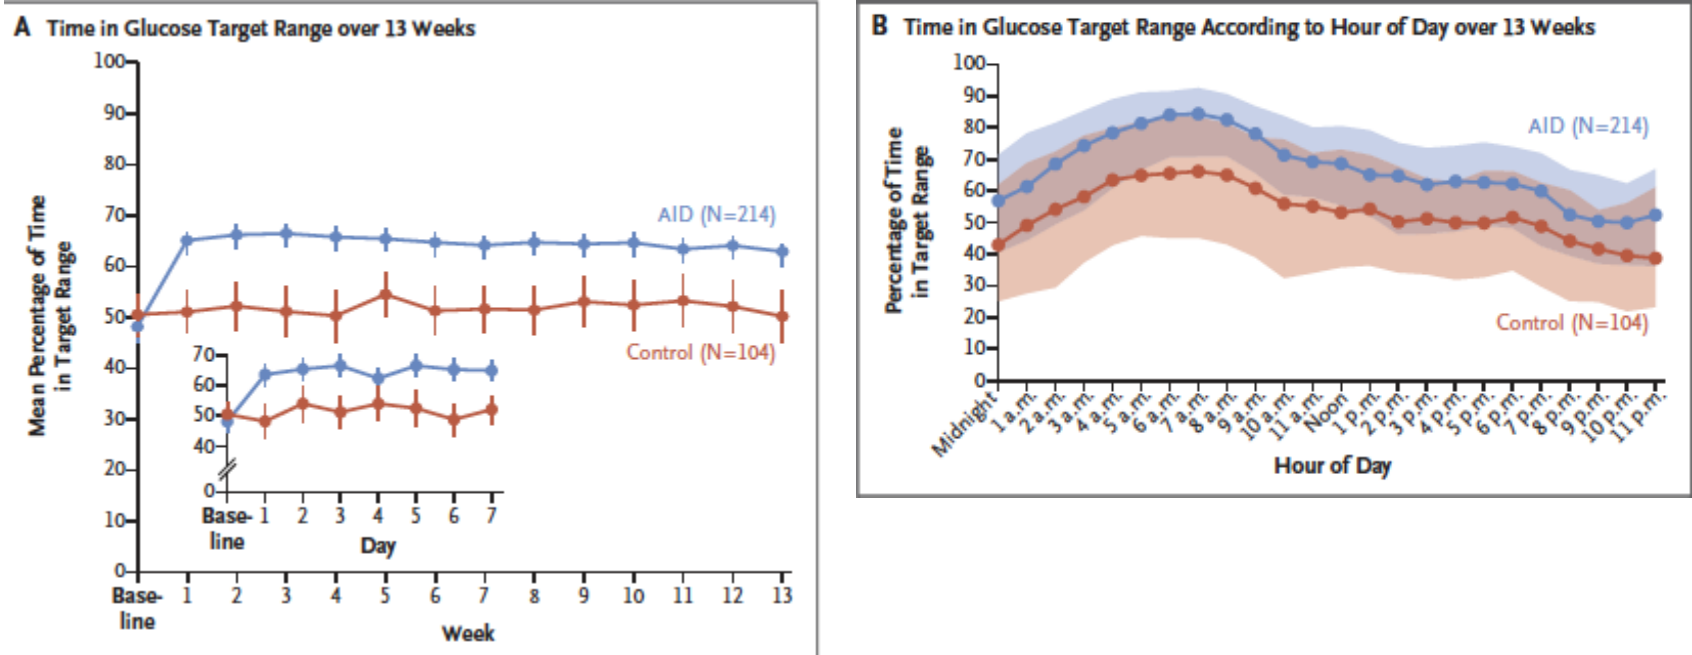 A Time in Glucose Target Range over 13 Weeks
Mean Percentage of Time
in Target Range
100
90
80
70
60
50
40
30
20
10
0
AID (N=214)
Control (N=104)
70
60
50
40
0
Base-
line
1 2 3 4 5 6 7
Day
Base-
line
1 2 3 4 5 6 7 8 9 10 11 12 13
Week
B Time in Glucose Target Range According to Hour of Day over 13 Weeks
Percentage of Time
in Target Range
100
90
80
70
60
50
40
30
20
10
0
AID (N=214)
Control (N=104)
Midnight
1 a.m.
2 a.m.
3 a.m.
4 a.m.
5 a.m.
6 a.m.
7 a.m.
8 a.m.
9 a.m.
10 a.m.
11 a.m.
Noon
1 p.m.
2 p.m.
3 p.m.
4 p.m.
5 p.m.
6 p.m.
7 p.m.
8 p.m.
9 p.m.
10 p.m.
11 p.m.
Hour of Day